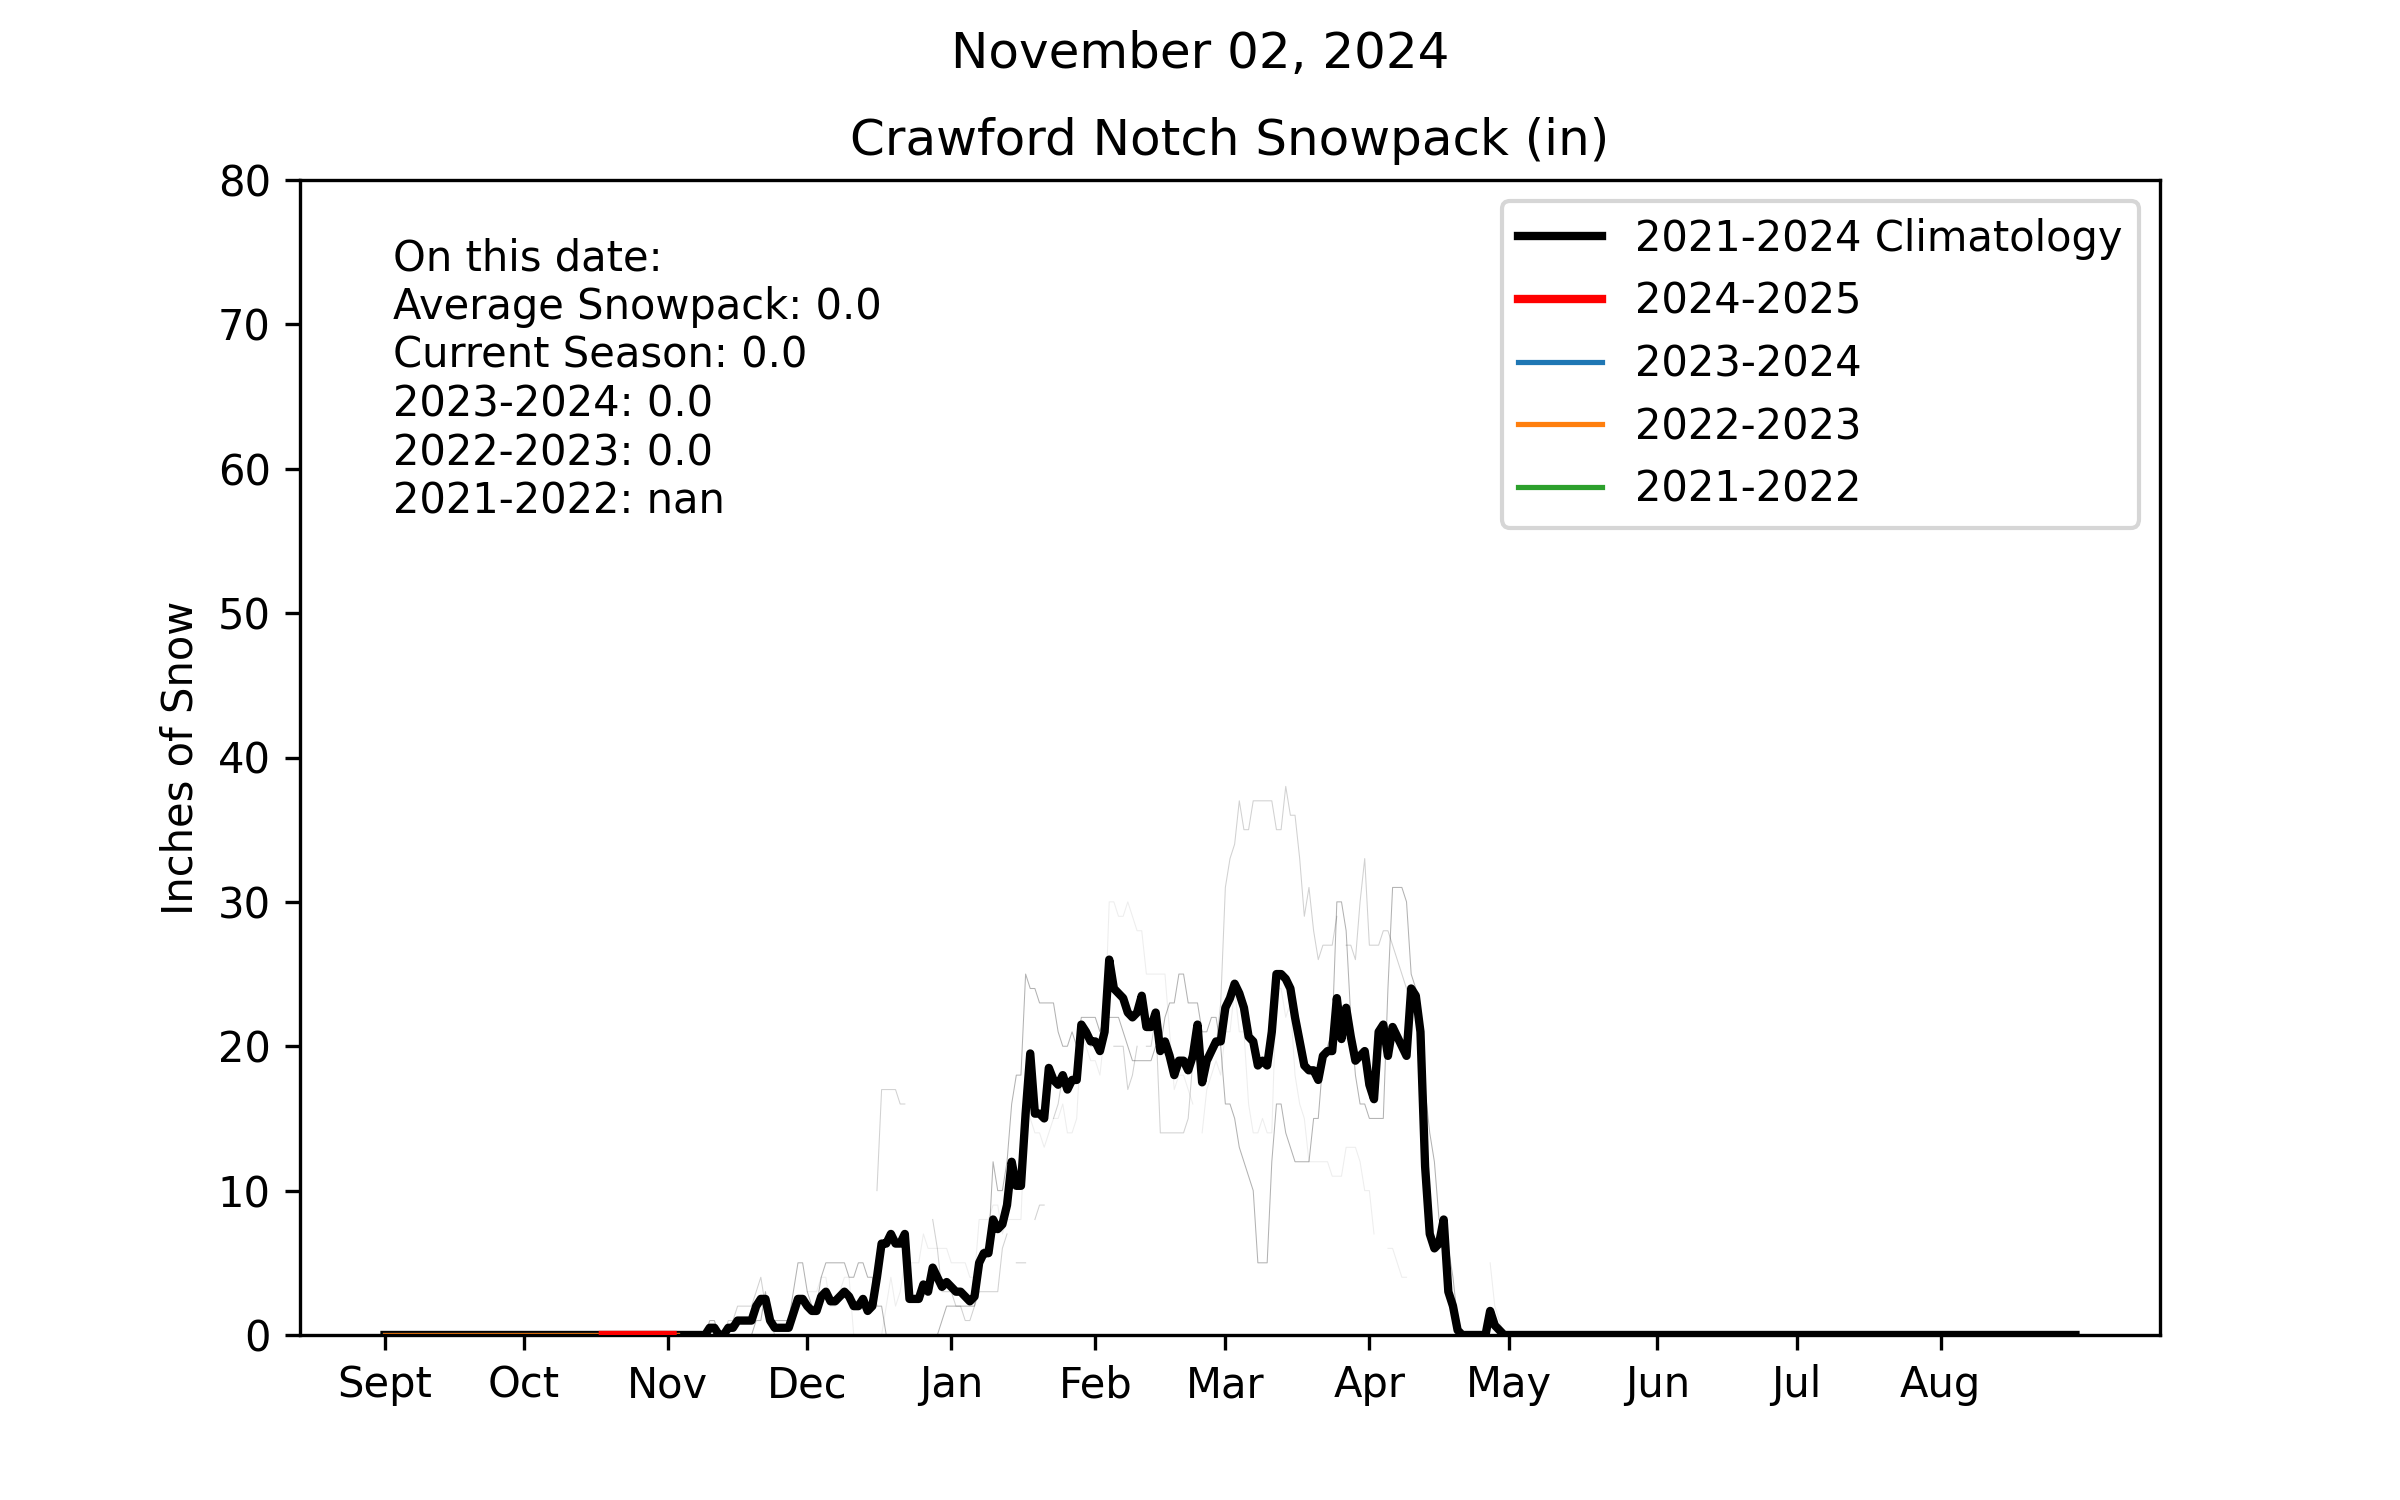 November 02, 2024
Crawford Notch Snowpack (in)
80
70
60
50
40
30
20
10
0
Inches of Snow
On this date:
Average Snowpack: 0.0
Current Season: 0.0
2023-2024: 0.0
2022-2023: 0.0
2021-2022: nan
2021-2024 Climatology
2024-2025
2023-2024
2022-2023
2021-2022
Sept Oct Nov Dec Jan Feb Mar Apr May Jun Jul Aug